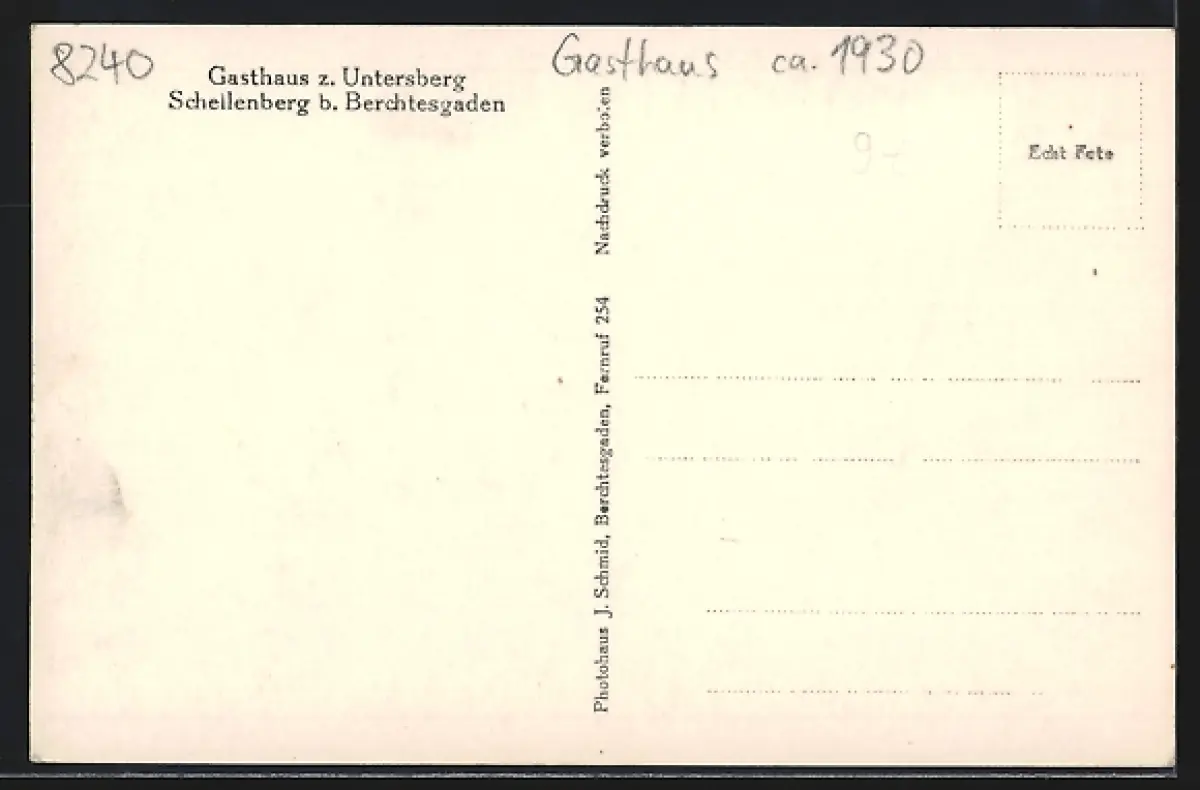 8240
Gasthaus z. Untersberg
Schellenberg b. Berchtesgaden
Gasthaus ca. 1930
9-
Echt Foto
Photohaus J. Schmid, Berchtesgaden, Fernruf 254 Nachdruck verboten